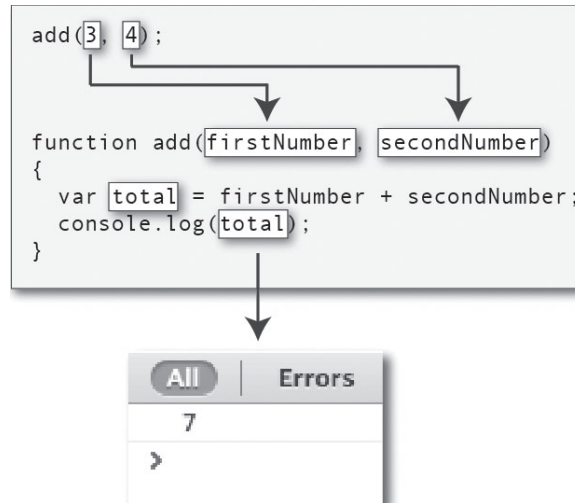 add(3, 4);
function add(firstNumber, secondNumber)
{
var total = firstNumber + secondNumber;
console.log(total);
}
All Errors
7
>